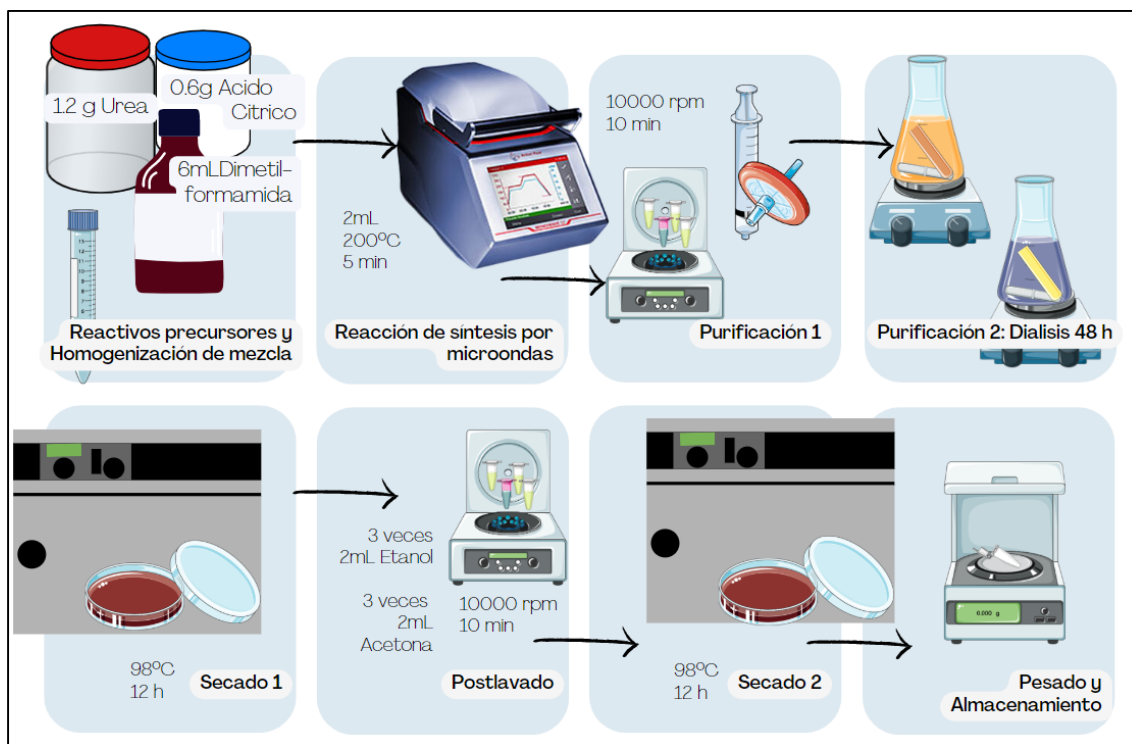 1.2 g Urea
0.6g Acido
Citrico
6mLDimetil-
formamida
Reactivos precursores y
Homogenización de mezcla
2mL
200ºC
5 min
Reacción de síntesis por
microondas
10000 rpm
10 min
Purificación 1
Purificación 2: Dialisis 48 h
98ºC
12 h
Secado 1
3 veces
2mL Etanol
3 veces
2mL
Acetona
10000 rpm
10 min
Postlavado
98ºC
12 h
Secado 2
0.000 g
Pesado y
Almacenamiento